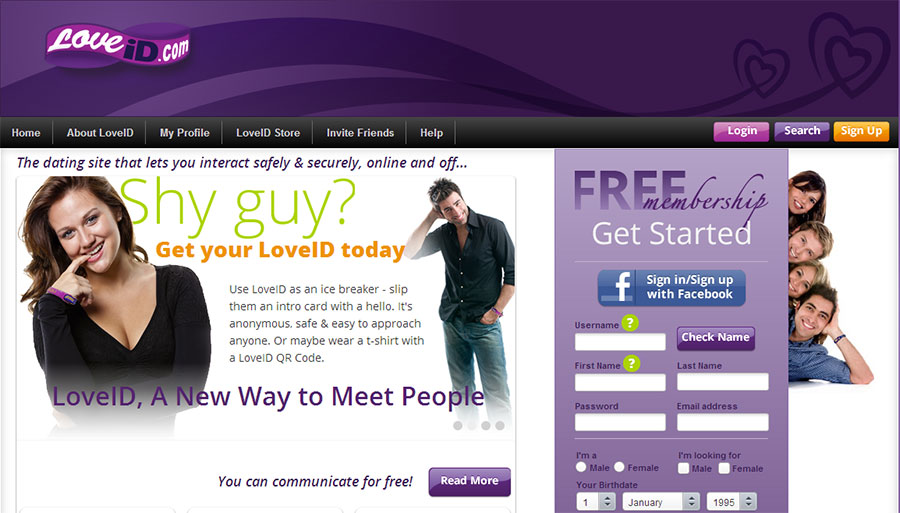 Love iD.com
Home
About LoveID
My Profile
LoveID Store
Invite Friends
Help
Login
Search
Sign Up
The dating site that lets you interact safely & securely, online and off...
Shy guy?
Get your LoveID today
Use LoveID as an ice breaker - slip
them an intro card with a hello. It's
anonymous, safe & easy to approach
anyone. Or maybe wear a t-shirt with
a LoveID QR Code.
LoveID, A New Way to Meet People
You can communicate for free!
Read More
FREE
membership
Get Started
f
Sign in/Sign up
with Facebook
Username ?
Check Name
First Name ?
Last Name
Password
Email address
I'm a
I'm looking for
Male
Female
Male
Female
Your Birthdate
1
January
1995